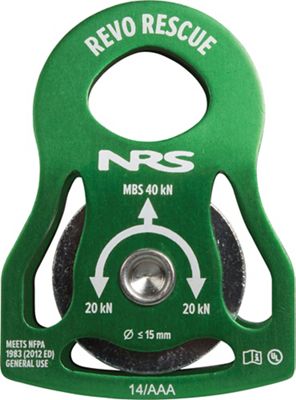 REVO RESCUE
NRS
MBS 40 kN
20 kN 20 kN
Ø ≤ 15 mm
MEETS NFPA
1983 (2012 ED)
GENERAL USE
UL
14/AAA